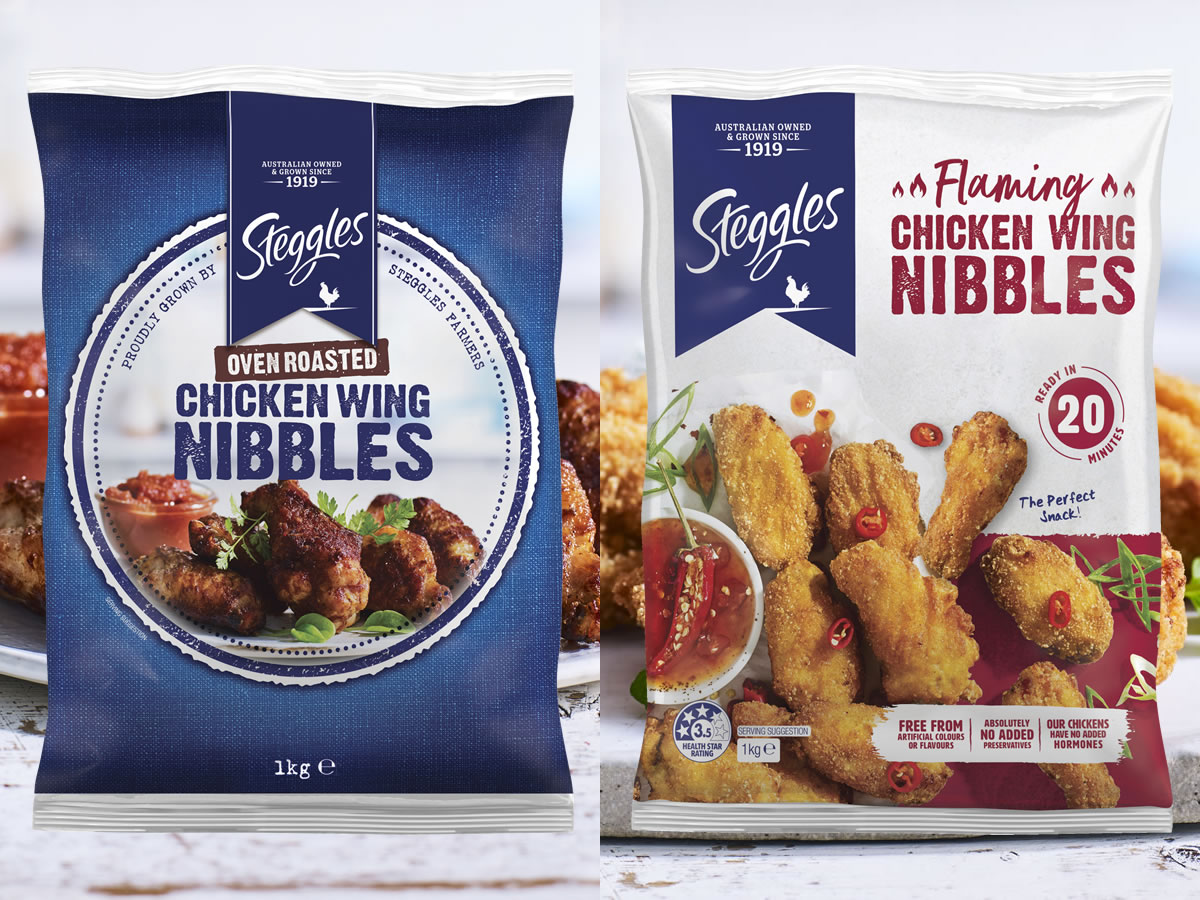 AUSTRALIAN OWNED
& GROWN SINCE
1919
Steggles
PROUDLY GROWN BY
STEGGLES FARMERS
OVEN ROASTED
CHICKEN WING
NIBBLES
SERVING SUGGESTION
1kg e
AUSTRALIAN OWNED
& GROWN SINCE
1919
Steggles
Flaming
CHICKEN WING
NIBBLES
READY IN
20
MINUTES
The Perfect
Snack!
3.5
HEALTH STAR
RATING
SERVING SUGGESTION
1kg e
FREE FROM
ARTIFICIAL COLOURS
OR FLAVOURS
ABSOLUTELY
NO ADDED
PRESERVATIVES
OUR CHICKENS
HAVE NO ADDED
HORMONES